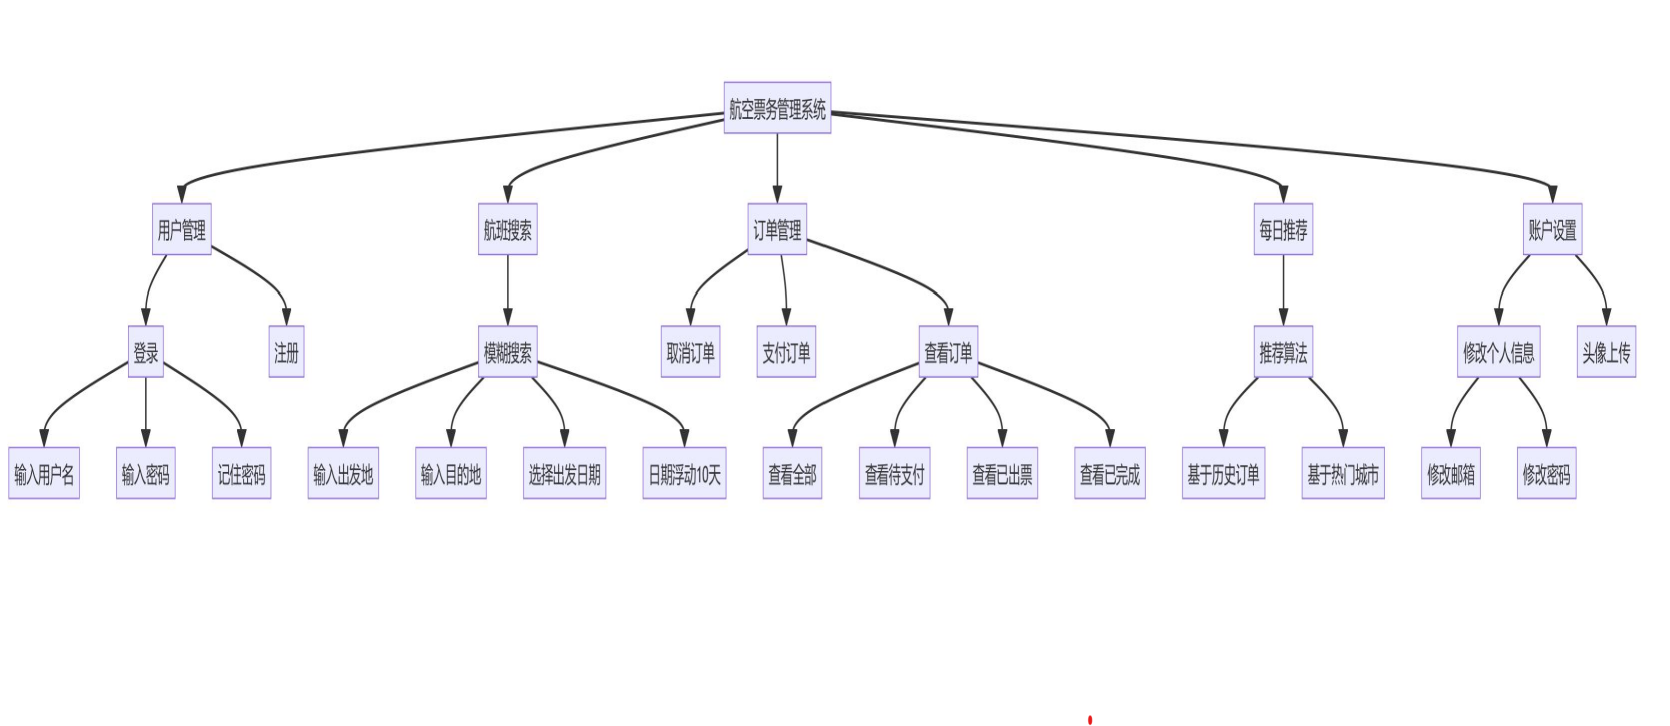 航空票务管理系统
用户管理
航班搜索
订单管理
每日推荐
账户设置
登录
注册
模糊搜索
取消订单
支付订单
查看订单
推荐算法
修改个人信息
头像上传
输入用户名
输入密码
记住密码
输入出发地
输入目的地
选择出发日期
日期浮动10天
查看全部
查看待支付
查看已出票
查看已完成
基于历史订单
基于热门城市
修改邮箱
修改密码